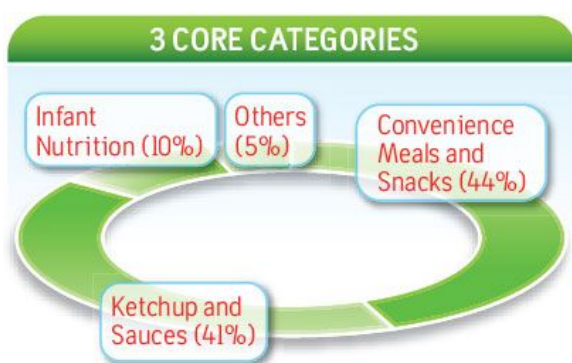 3 CORE CATEGORIES
Infant
Nutrition (10%)
Others
(5%)
Convenience
Meals and
Snacks (44%)
Ketchup and
Sauces (41%)